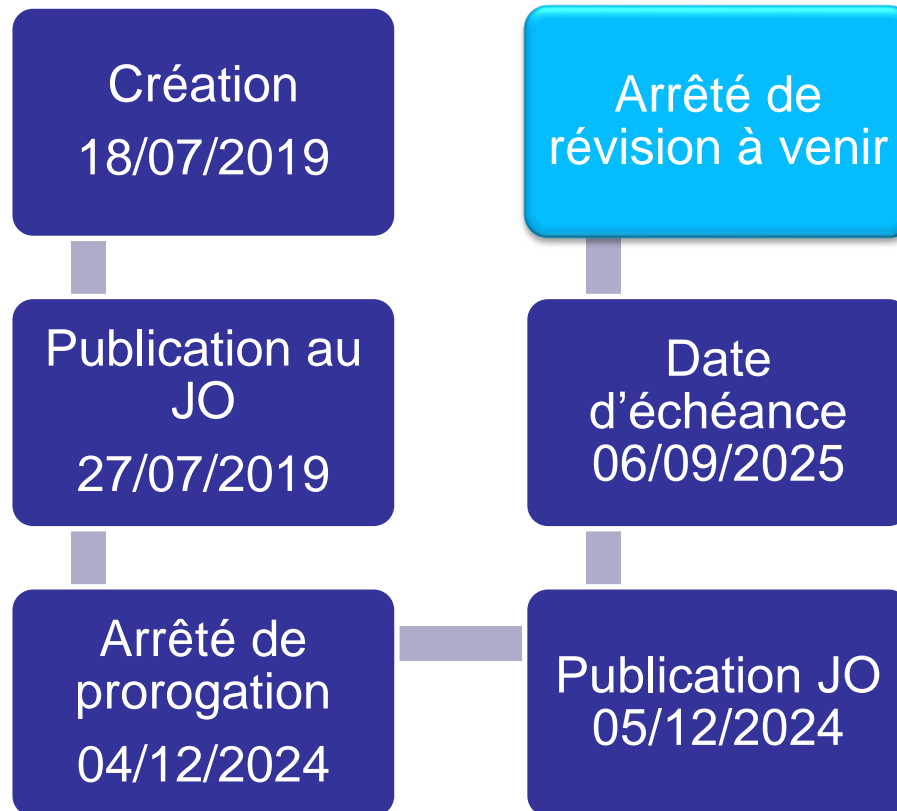 Création
18/07/2019
Publication au
JO
27/07/2019
Arrêté de
prorogation
04/12/2024
Publication JO
05/12/2024
Date
d’échéance
06/09/2025
Arrêté de
révision à venir